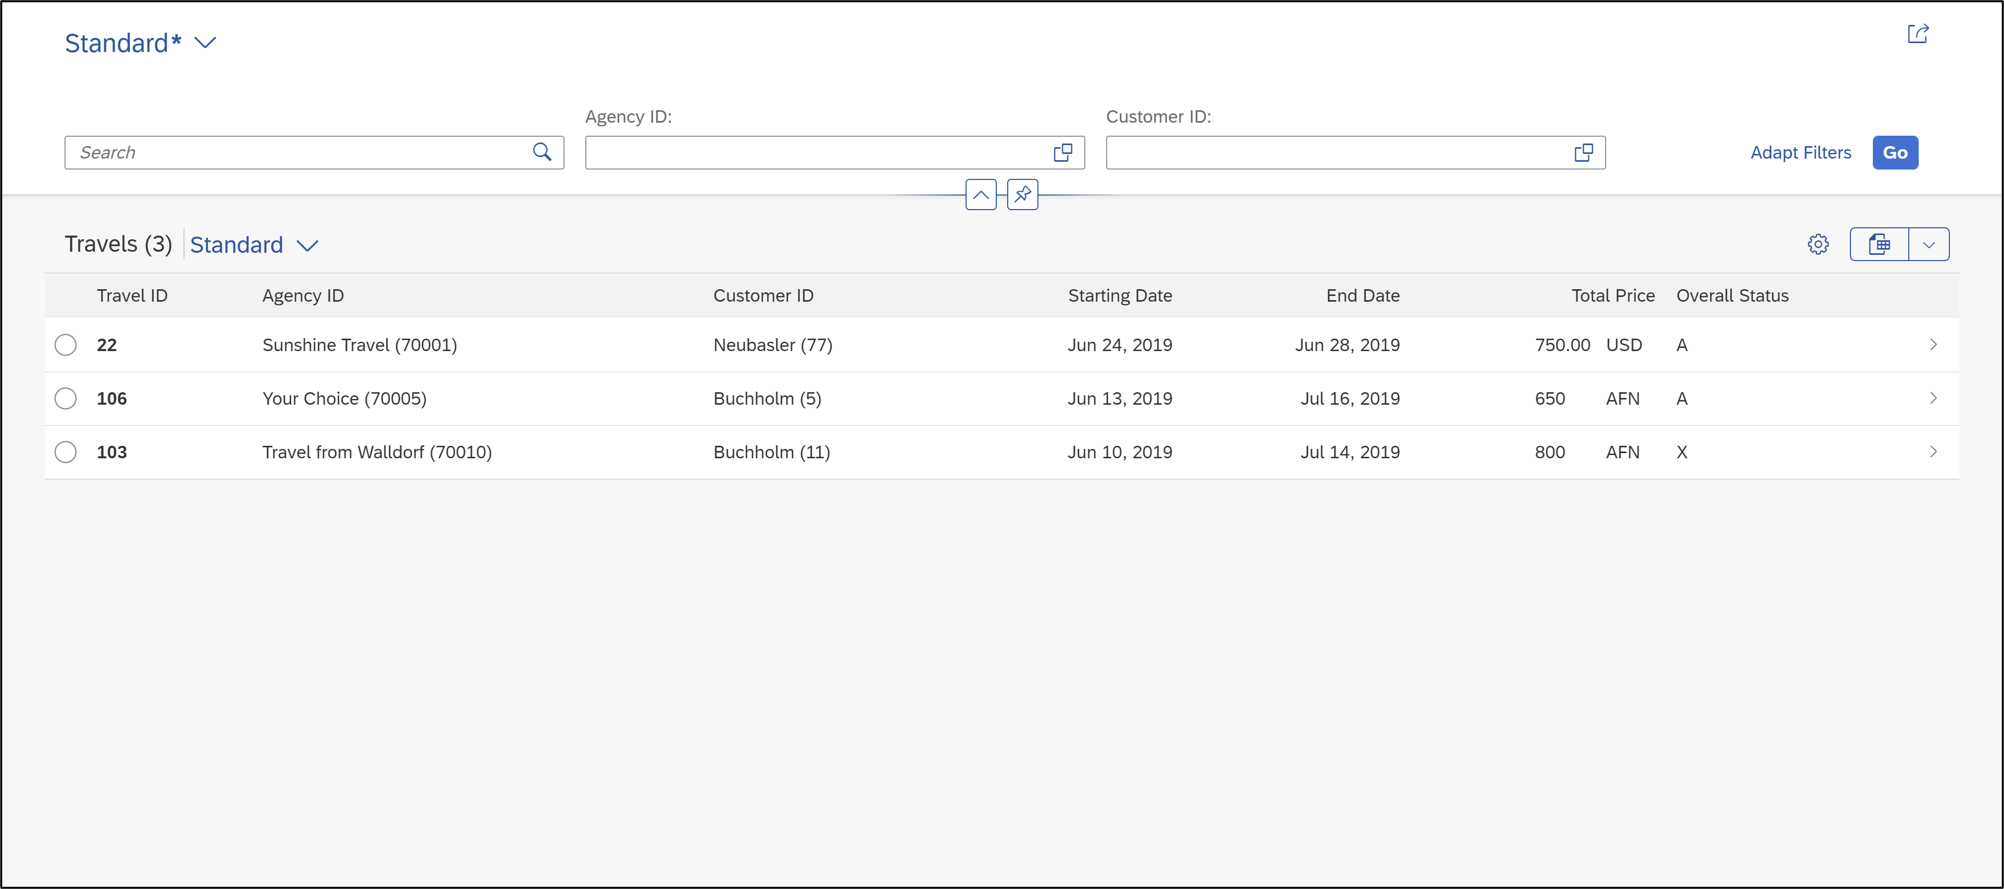 Standard*
Agency ID: Customer ID:
Search Adapt Filters Go
Travels (3) Standard
Travel ID Agency ID Customer ID Starting Date End Date Total Price Overall Status
22 Sunshine Travel (70001) Neubasler (77) Jun 24, 2019 Jun 28, 2019 750.00 USD A
106 Your Choice (70005) Buchholm (5) Jun 13, 2019 Jul 16, 2019 650 AFN A
103 Travel from Walldorf (70010) Buchholm (11) Jun 10, 2019 Jul 14, 2019 800 AFN X